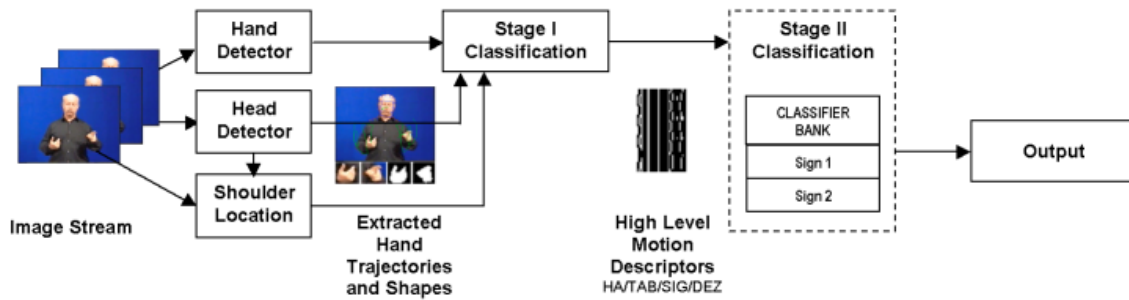 Hand
Detector
Stage I
Classification
Stage II
Classification
Head
Detector
CLASSIFIER
BANK
Sign 1
Sign 2
Output
Shoulder
Location
Image Stream
Extracted
Hand
Trajectories
and Shapes
High Level
Motion
Descriptors
HA/TAB/SIG/DEZ